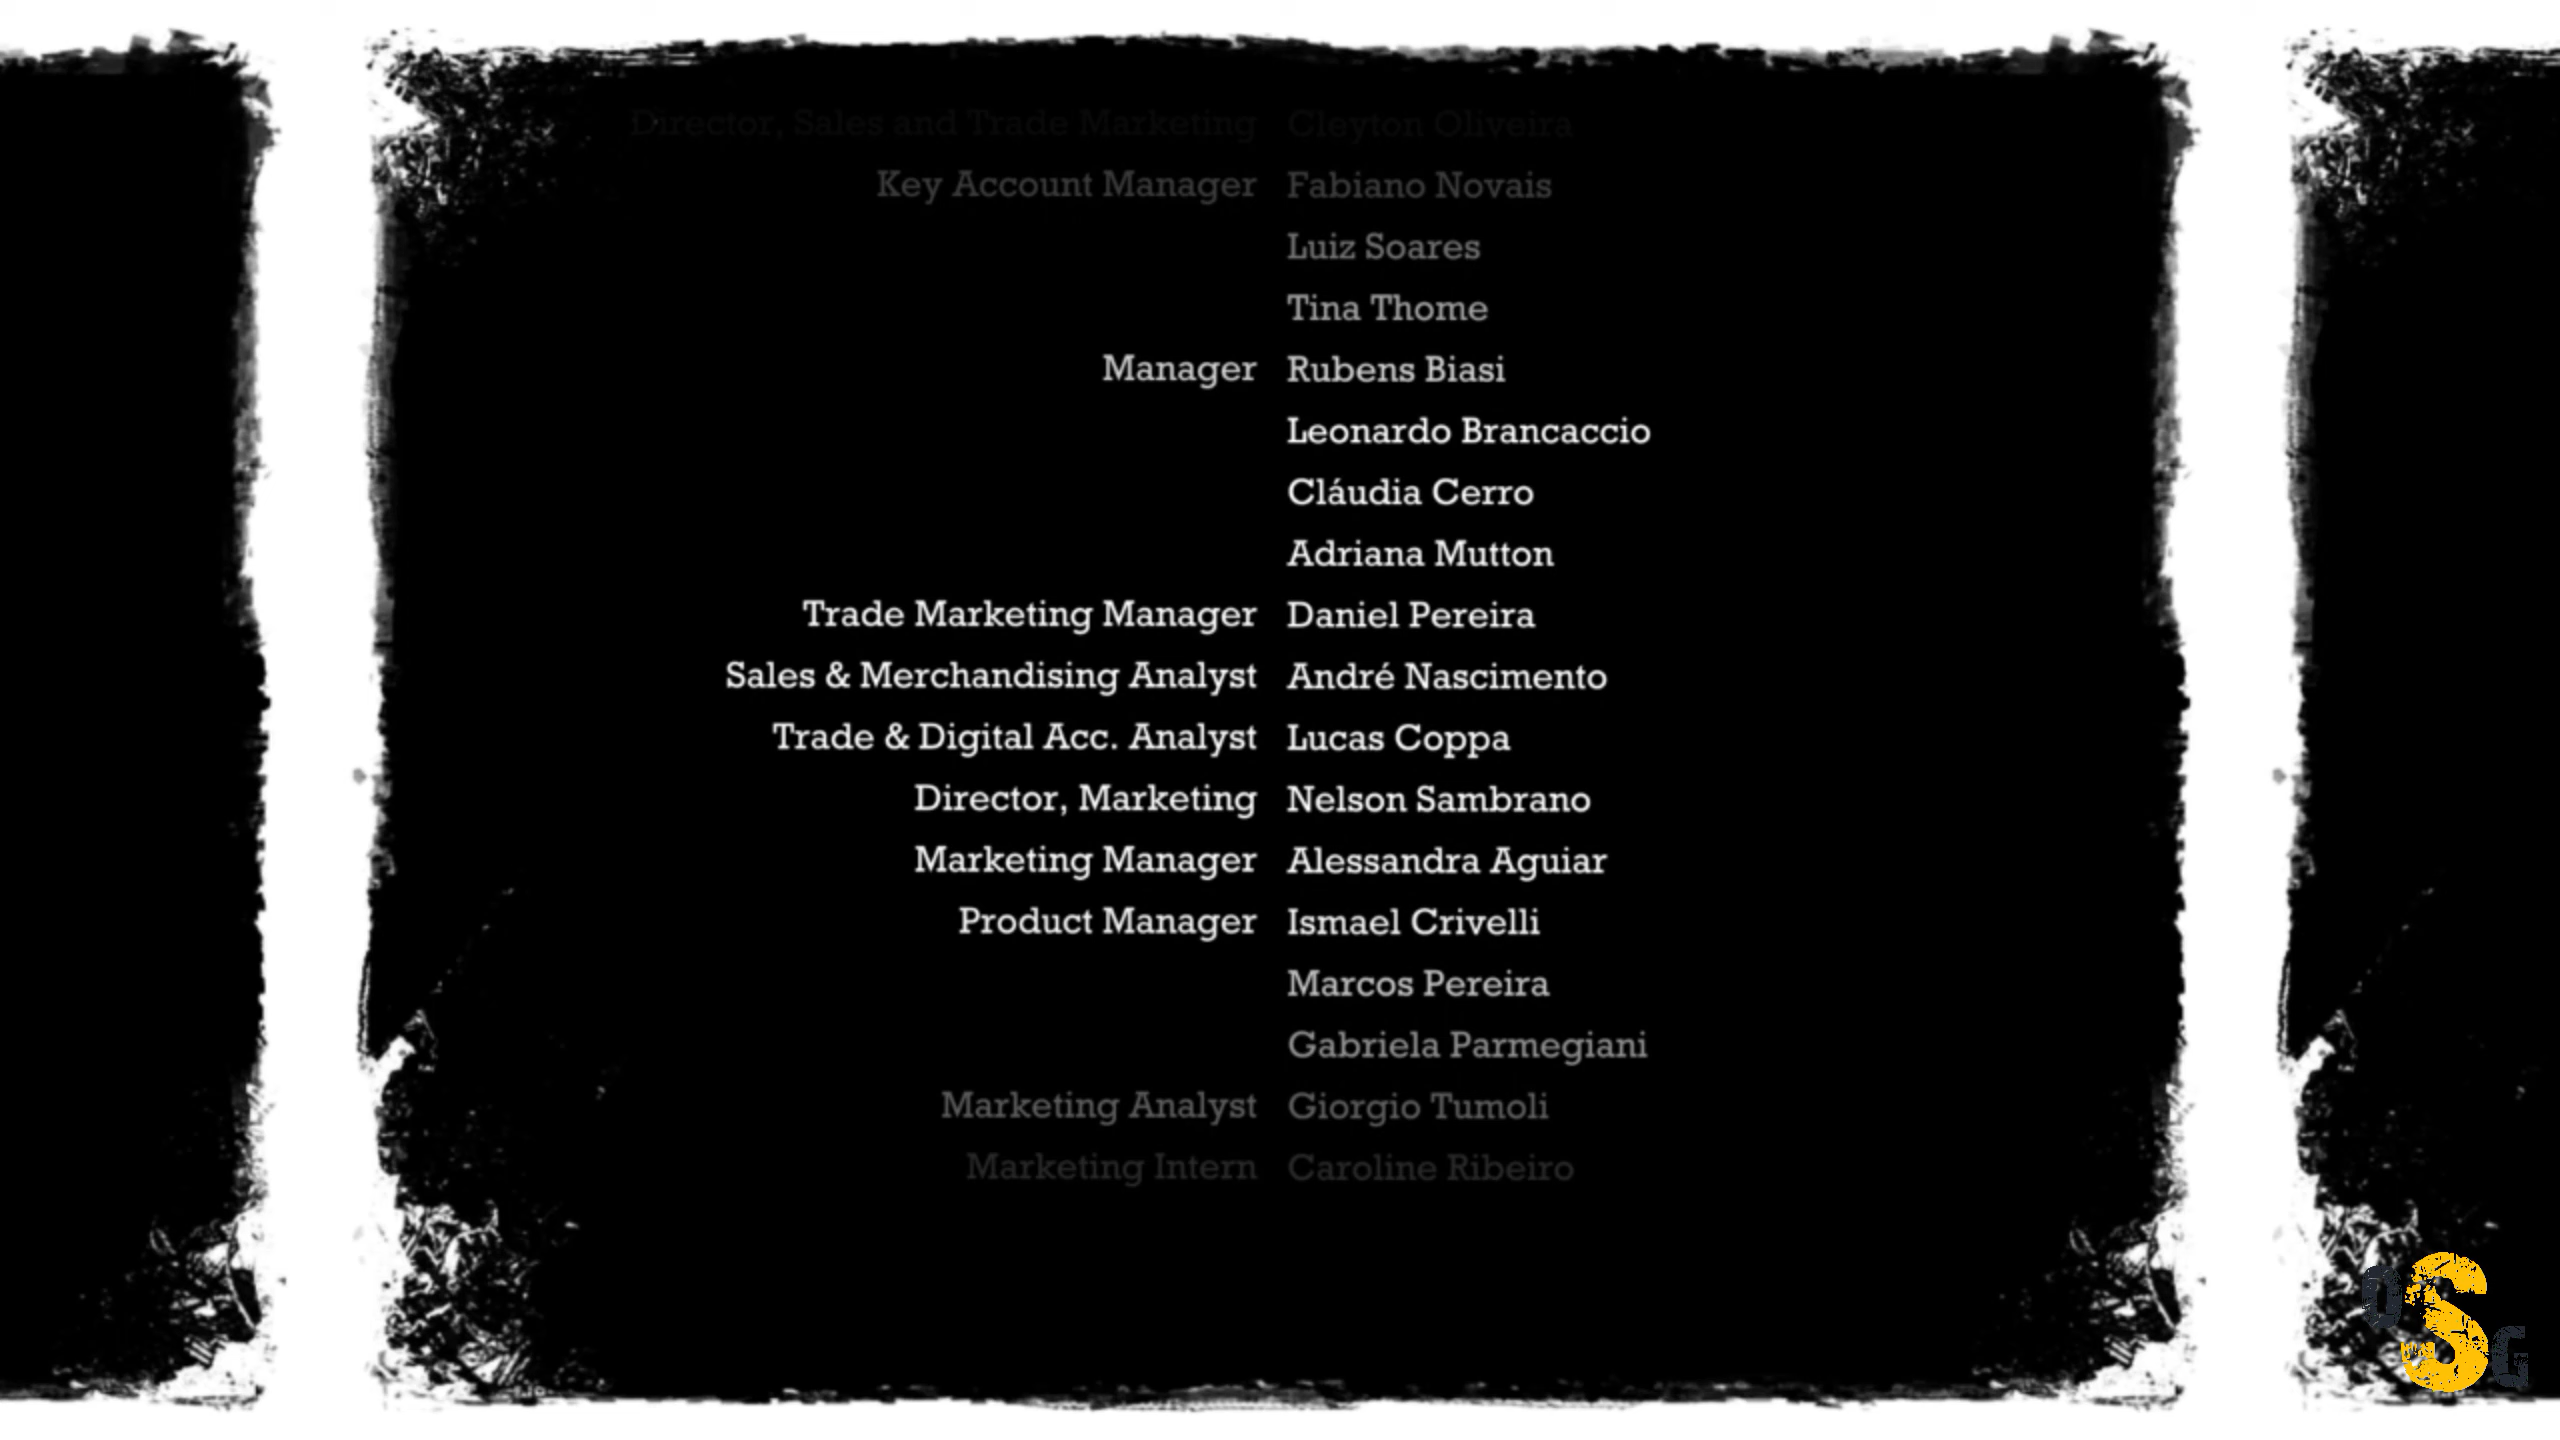 Director, Sales and Trade Marketing Cleyton Oliveira
Key Account Manager Fabiano Novais
Luiz Soares
Tina Thome
Manager Rubens Biasi
Leonardo Brancaccio
Cláudia Cerro
Adriana Mutton
Trade Marketing Manager Daniel Pereira
Sales & Merchandising Analyst André Nascimento
Trade & Digital Acc. Analyst Lucas Coppa
Director, Marketing Nelson Sambrano
Marketing Manager Alessandra Aguiar
Product Manager Ismael Crivelli
Marcos Pereira
Gabriela Parmegiani
Marketing Analyst Giorgio Tumoli
Marketing Intern Caroline Ribeiro
OSG